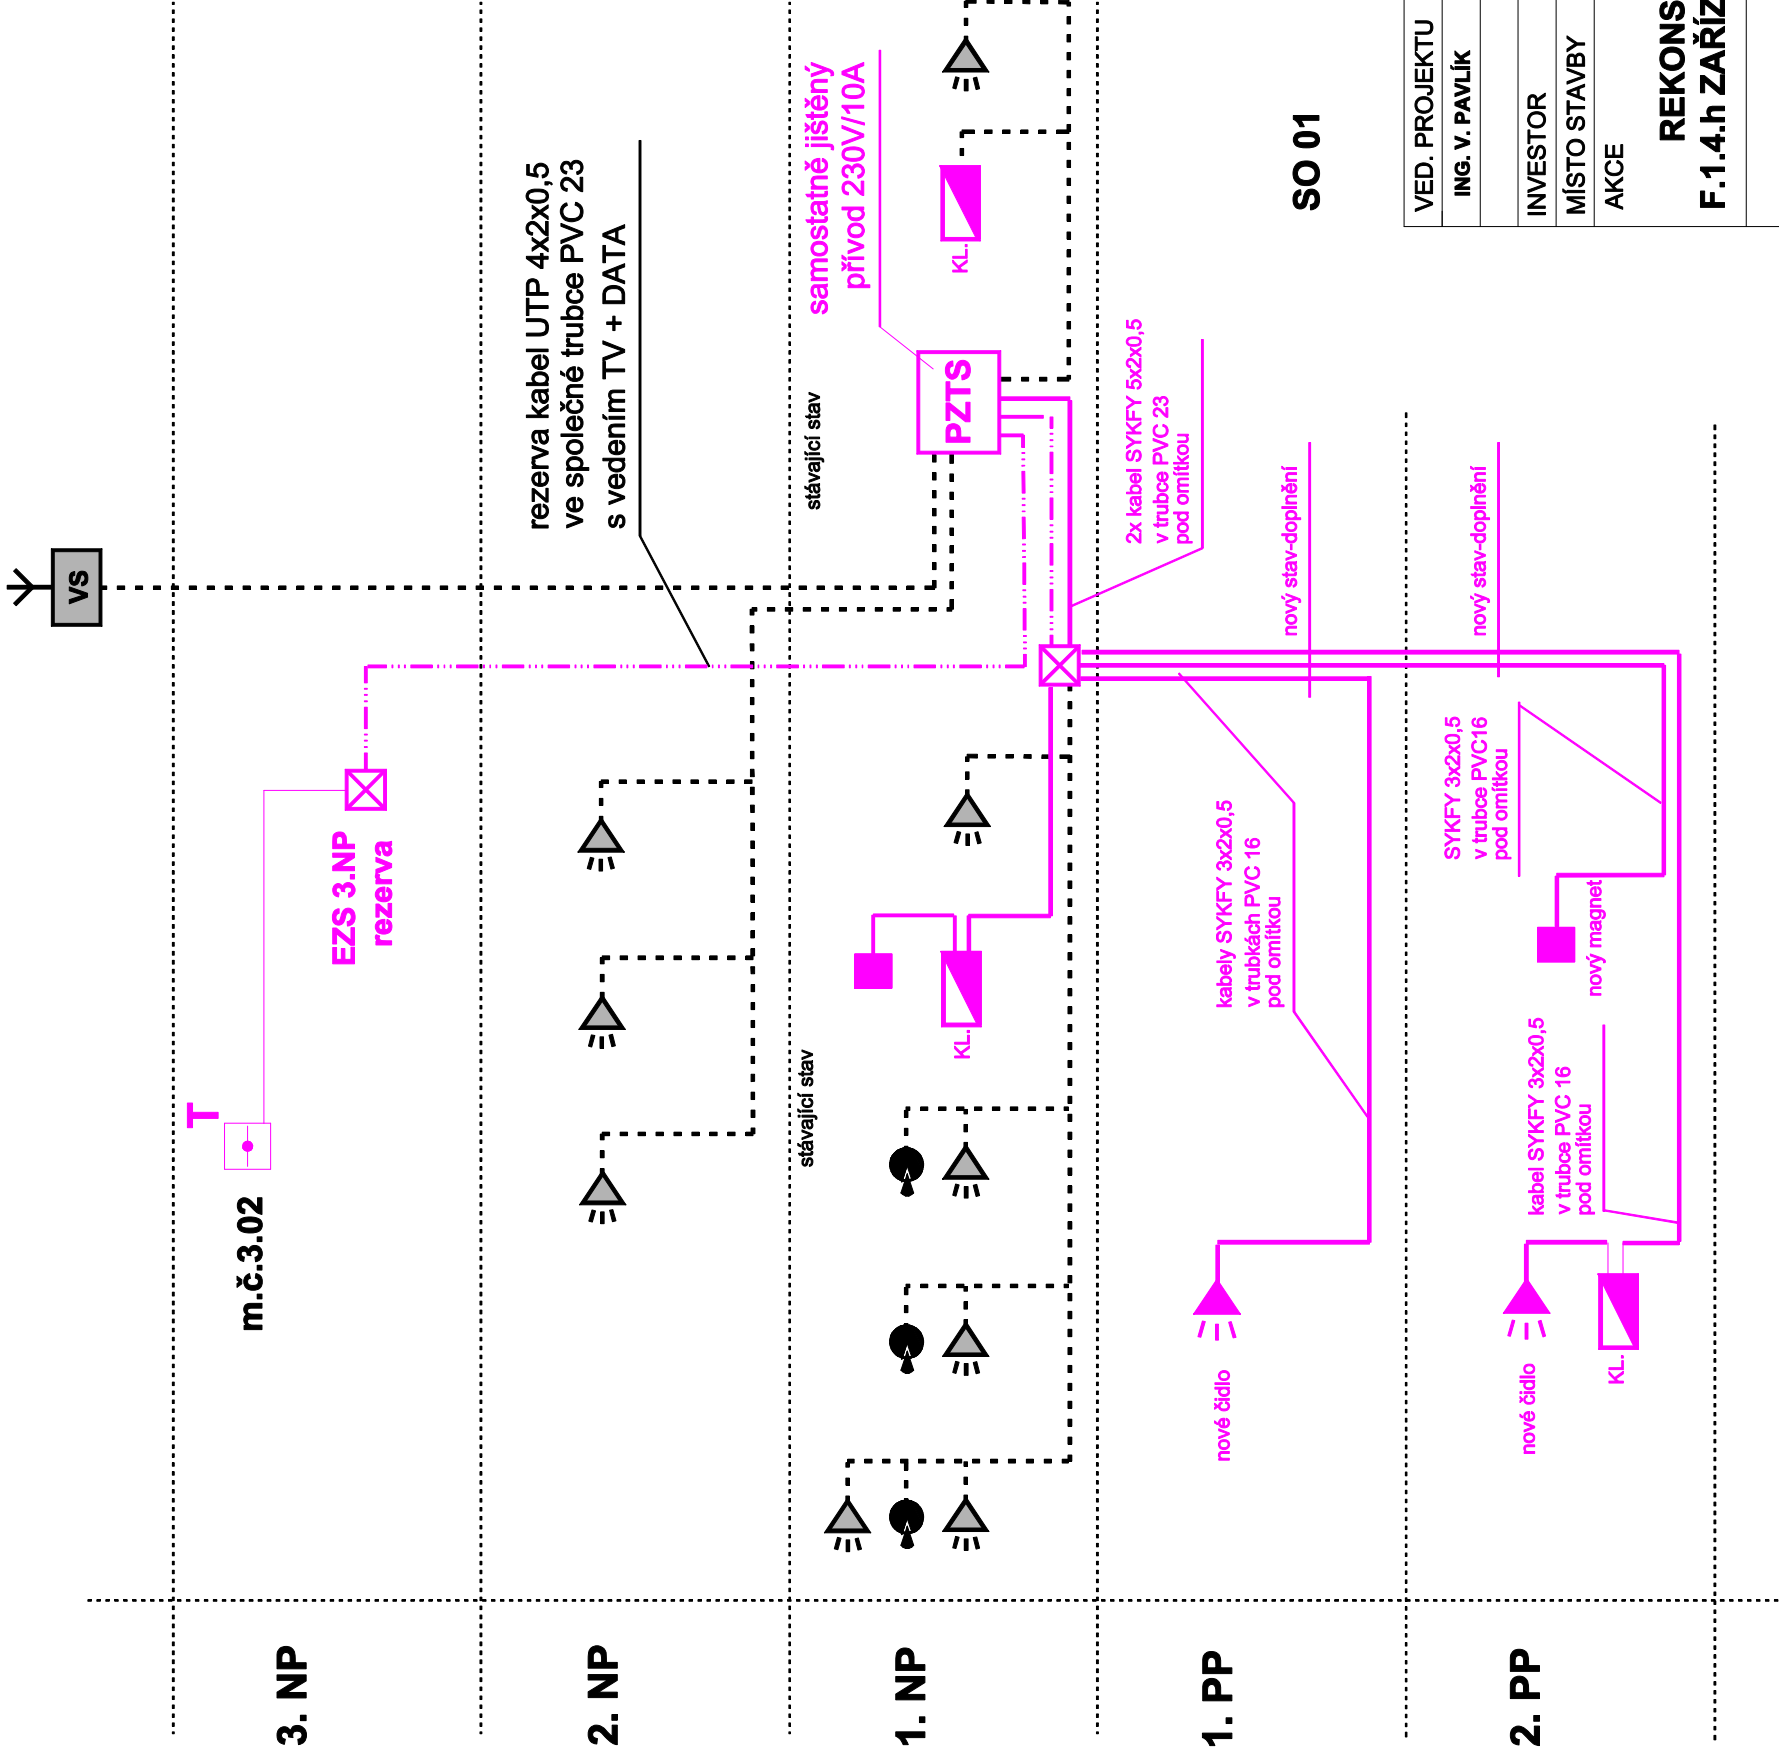 vs
3. NP
m.č.3.02
T
EZS 3.NP
rezerva
2. NP
rezerva kabel UTP 4x2x0,5
ve společné trubce PVC 23
s vedením TV + DATA
1. NP
stávající stav
stávající stav
KL.
PZTS
samostatně jištěný
přívod 230V/10A
KL.
1. PP
nové čidlo
kabely SYKFY 3x2x0,5
v trubkách PVC 16
pod omítkou
2x kabel SYKFY 5x2x0,5
v trubce PVC 23
pod omítkou
nový stav-doplnění
2. PP
nové čidlo
KL.
kabel SYKFY 3x2x0,5
v trubce PVC 16
pod omítkou
nový magnet
SYKFY 3x2x0,5
v trubce PVC16
pod omítkou
nový stav-doplnění
SO 01
VED. PROJEKTU
ING. V. PAVLÍK
INVESTOR
MÍSTO STAVBY
AKCE
REKONS
F.1.4.h ZAŘÍZ